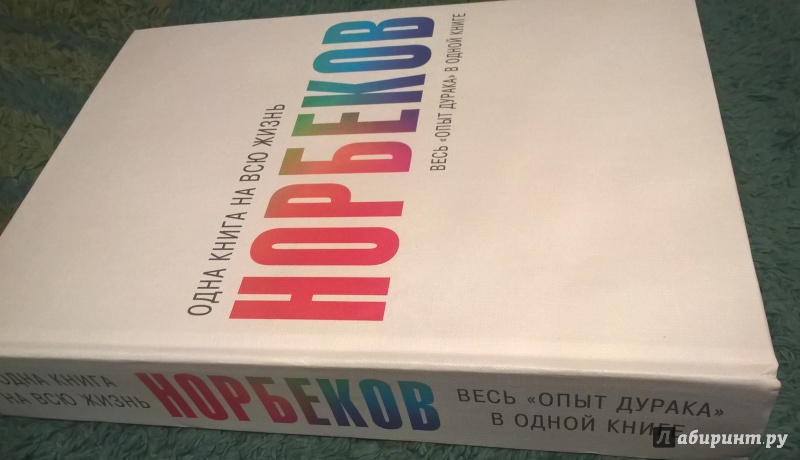 ОДНА КНИГА НА ВСЮ ЖИЗНЬ
НОРБЕКОВ
ВЕСЬ «ОПЫТ ДУРАКА» В ОДНОЙ КНИГЕ
ОДНА КНИГА
НА ВСЮ ЖИЗНЬ
НОРБЕКОВ
ВЕСЬ «ОПЫТ ДУРАКА»
В ОДНОЙ КНИГЕ
Лабиринт.ру